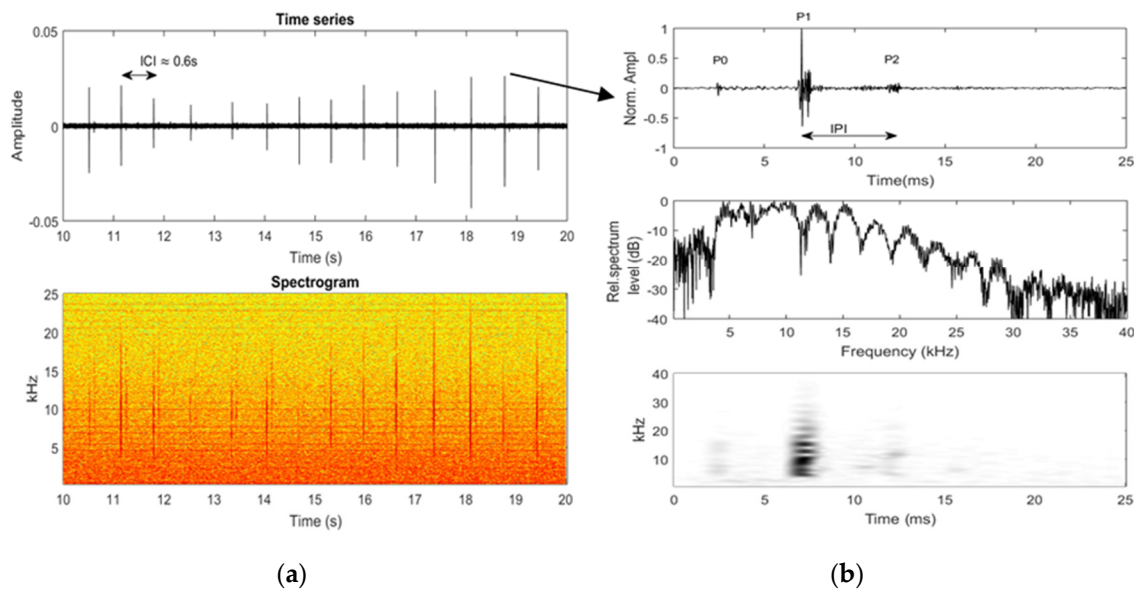 Time series
0.05
0
-0.05
Amplitude
ICI ≈ 0.6s
10 11 12 13 14 15 16 17 18 19 20
Time (s)
Spectrogram
25
20
15
10
5
kHz
10 11 12 13 14 15 16 17 18 19 20
Time (s)
(a)
P1
P0
P2
IPI
1
0.5
0
-0.5
-1
Norm. Ampl
0 5 10 15 20 25
Time(ms)
0
-10
-20
-30
-40
Rel.spectrum
level (dB)
5 10 15 20 25 30 35 40
Frequency (kHz)
40
30
20
10
kHz
0 5 10 15 20 25
Time (ms)
(b)